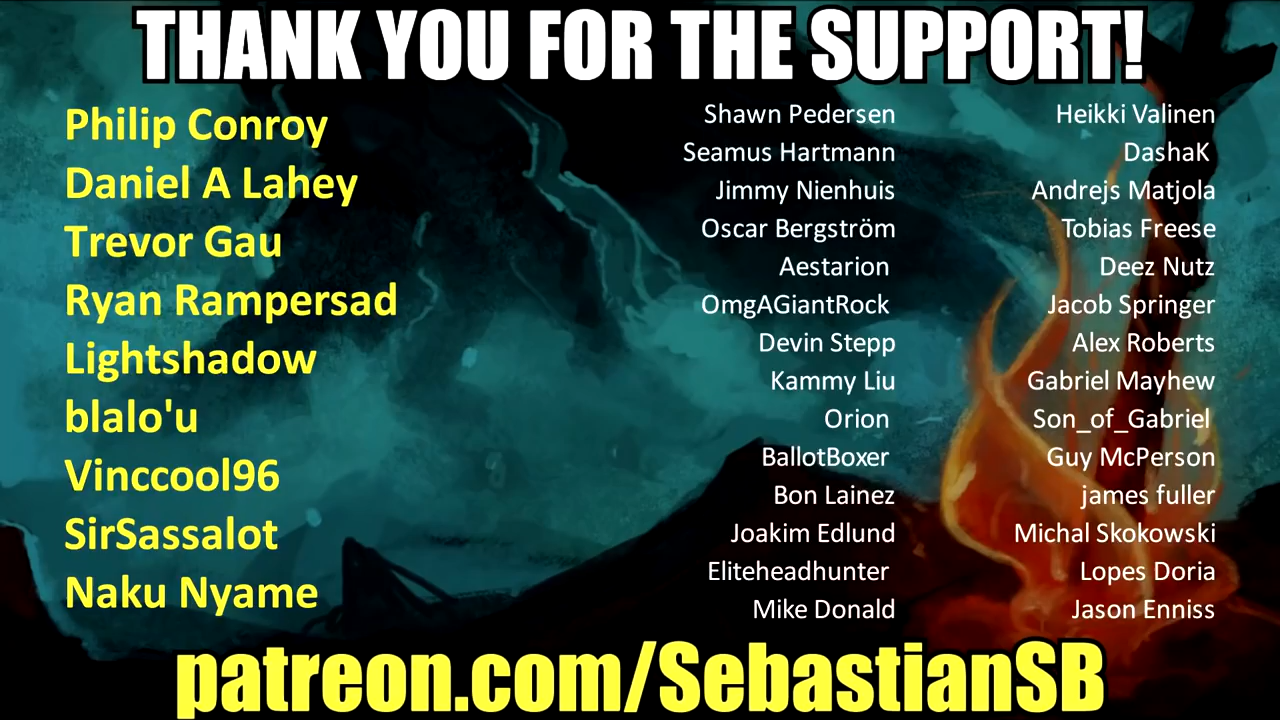 THANK YOU FOR THE SUPPORT!
Philip Conroy
Daniel A Lahey
Trevor Gau
Ryan Rampersad
Lightshadow
blalo'u
Vinccool96
SirSassalot
Naku Nyame
Shawn Pedersen
Seamus Hartmann
Jimmy Nienhuis
Oscar Bergström
Aestarion
OmgAGiantRock
Devin Stepp
Kammy Liu
Orion
BallotBoxer
Bon Lainez
Joakim Edlund
Eliteheadhunter
Mike Donald
Heikki Valinen
DashaK
Andrejs Matjola
Tobias Freese
Deez Nutz
Jacob Springer
Alex Roberts
Gabriel Mayhew
Son_of_Gabriel
Guy McPerson
james fuller
Michal Skokowski
Lopes Doria
Jason Enniss
patreon.com/SebastianSB